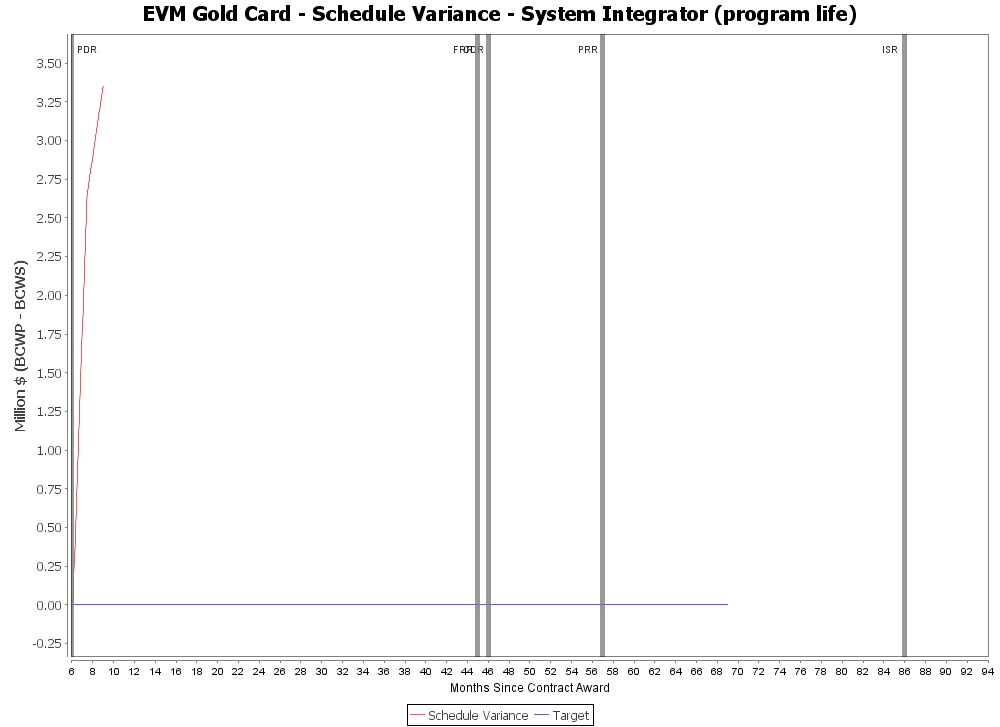 EVM Gold Card - Schedule Variance - System Integrator (program life)
PDR
PRR
ISR
3.50
3.25
3.00
2.75
2.50
2.25
2.00
1.75
1.50
1.25
1.00
0.75
0.50
0.25
0.00
-0.25
Million $ (BCWP - BCWS)
6 8 10 12 14 16 18 20 22 24 26 28 30 32 34 36 38 40 42 44 46 48 50 52 54 56 58 60 62 64 66 68 70 72 74 76 78 80 82 84 86 88 90 92 94
Months Since Contract Award
Schedule Variance Target